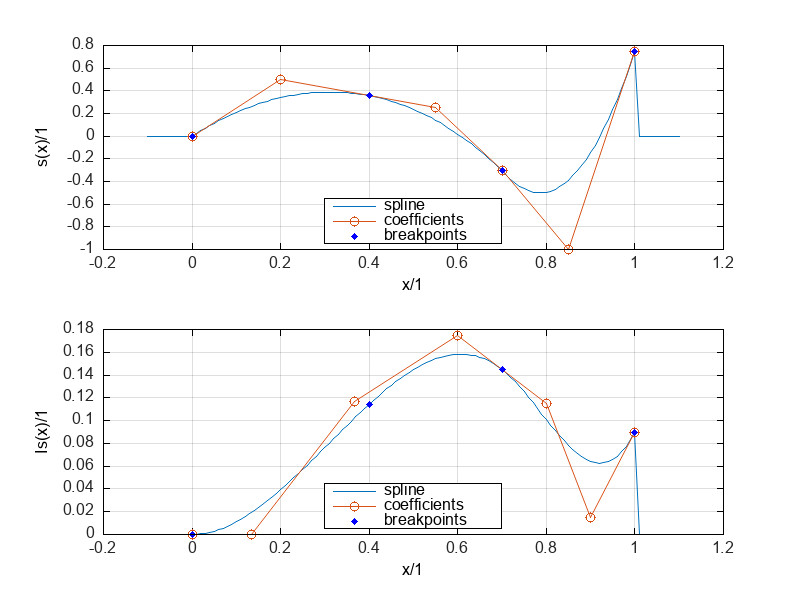 0.8
0.6
0.4
0.2
0
-0.2
-0.4
-0.6
-0.8
-1
s(x)/1
spline
coefficients
breakpoints
-0.2 0 0.2 0.4 0.6 0.8 1 1.2
x/1
0.18
0.16
0.14
0.12
0.1
0.08
0.06
0.04
0.02
0
Is(x)/1
spline
coefficients
breakpoints
-0.2 0 0.2 0.4 0.6 0.8 1 1.2
x/1